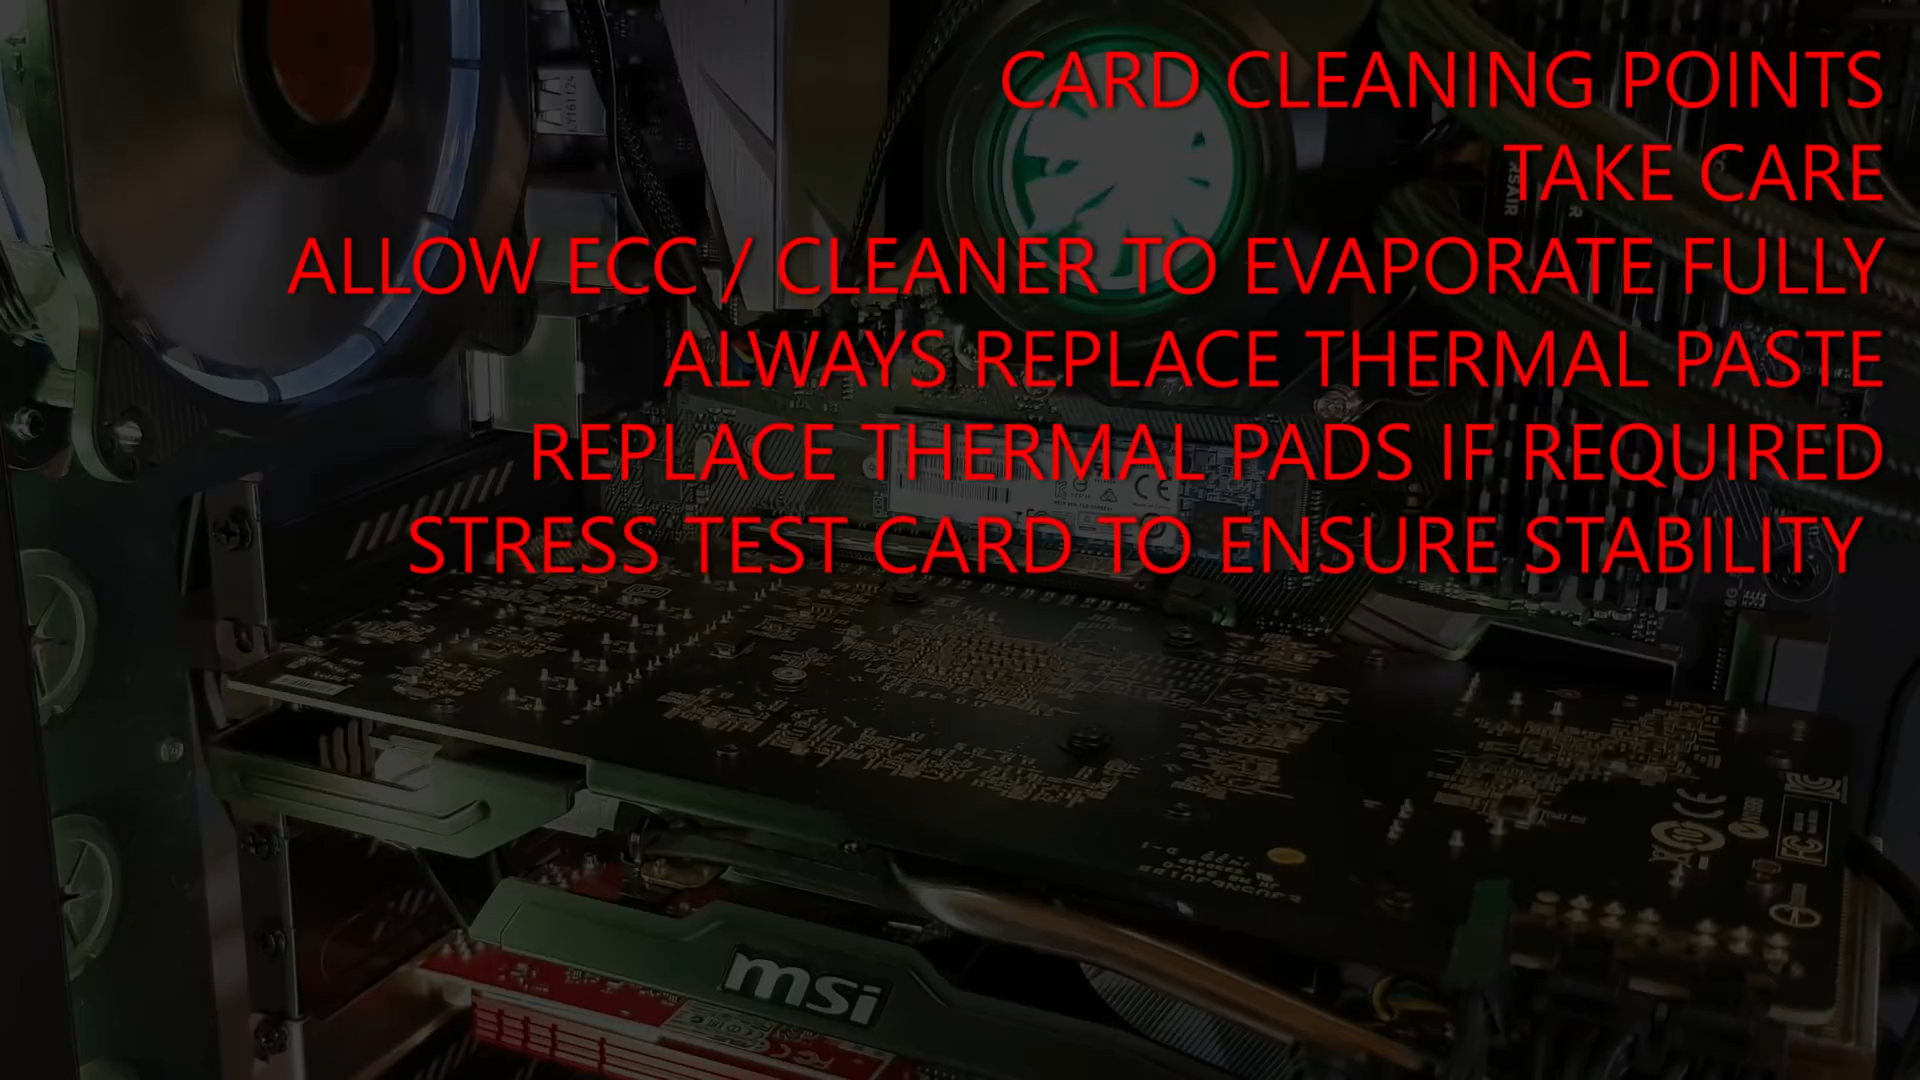 CARD CLEANING POINTS
TAKE CARE
ALLOW ECC / CLEANER TO EVAPORATE FULLY
ALWAYS REPLACE THERMAL PASTE
REPLACE THERMAL PADS IF REQUIRED
STRESS TEST CARD TO ENSURE STABILITY
LY161124
msi